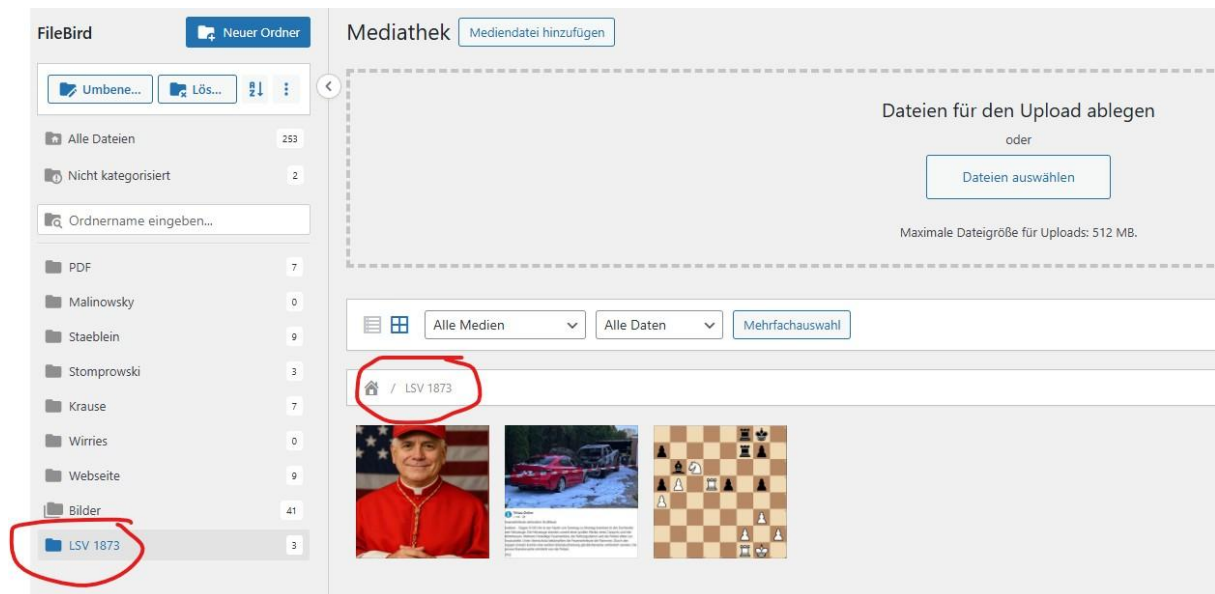 FileBird
Neuer Ordner
Umbene...
Lös...
Alle Dateien 253
Nicht kategorisiert 2
Ordnername eingeben...
PDF 7
Malinowsky 0
Staeblein 9
Stomprowski 3
Krause 7
Wirries 0
Webseite 9
Bilder 41
LSV 1873 3
Mediathek
Mediendatei hinzufügen
Dateien für den Upload ablegen
oder
Dateien auswählen
Maximale Dateigröße für Uploads: 512 MB.
Alle Medien
Alle Daten
Mehrfachauswahl
/ LSV 1873